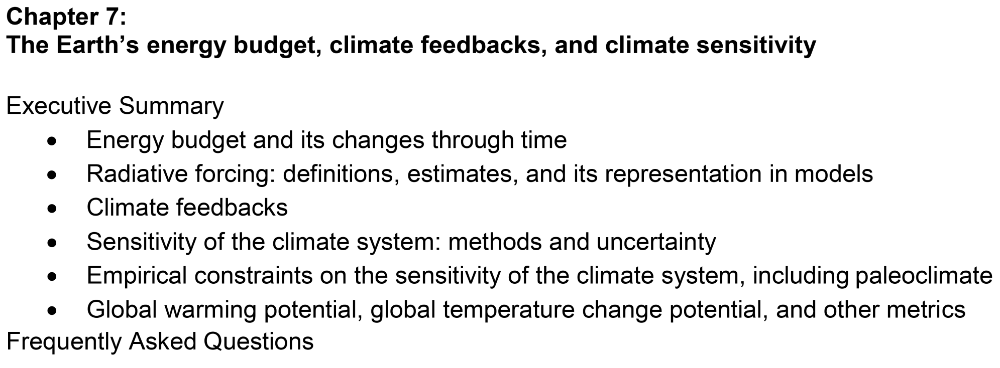 Chapter 7:
The Earth’s energy budget, climate feedbacks, and climate sensitivity
Executive Summary
• Energy budget and its changes through time
• Radiative forcing: definitions, estimates, and its representation in models
• Climate feedbacks
• Sensitivity of the climate system: methods and uncertainty
• Empirical constraints on the sensitivity of the climate system, including paleoclimate
• Global warming potential, global temperature change potential, and other metrics
Frequently Asked Questions